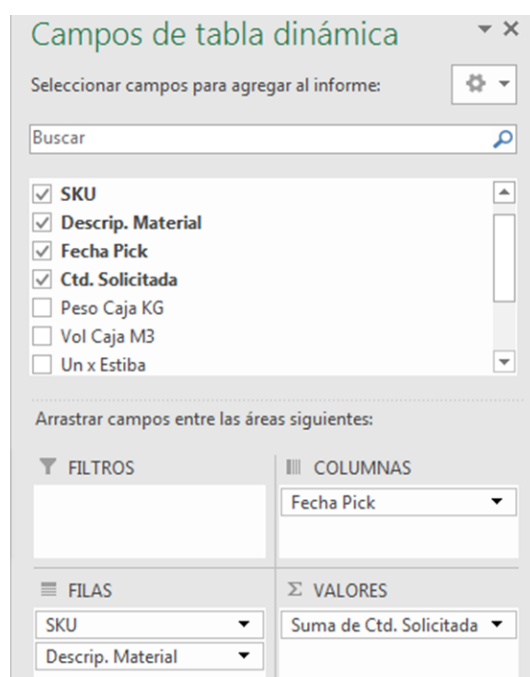 Campos de tabla dinámica
Seleccionar campos para agregar al informe:
Buscar
SKU
Descrip. Material
Fecha Pick
Ctd. Solicitada
Peso Caja KG
Vol Caja M3
Un x Estiba
Arrastrar campos entre las áreas siguientes:
FILTROS
COLUMNAS
Fecha Pick
FILAS
Σ VALORES
SKU
Suma de Ctd. Solicitada
Descrip. Material